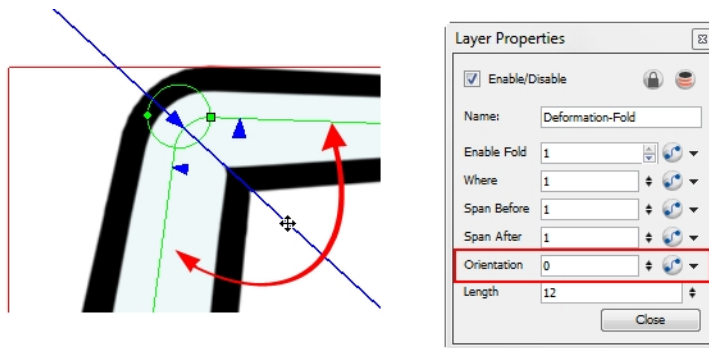 Layer Properties
Enable/Disable
Name: Deformation-Fold
Enable Fold 1
Where 1
Span Before 1
Span After 1
Orientation 0
Length 12
Close